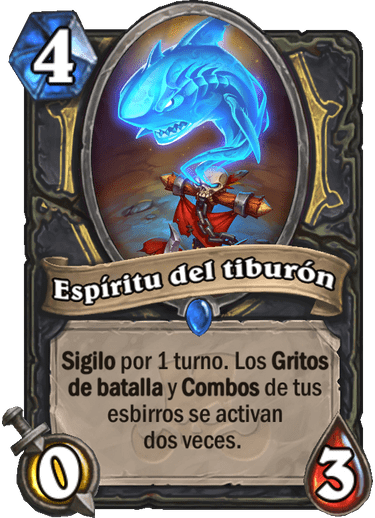 4
Espíritu del tiburón
Sigilo por 1 turno. Los Gritos
de batalla y Combos de tus
esbirros se activan
dos veces.
0
3